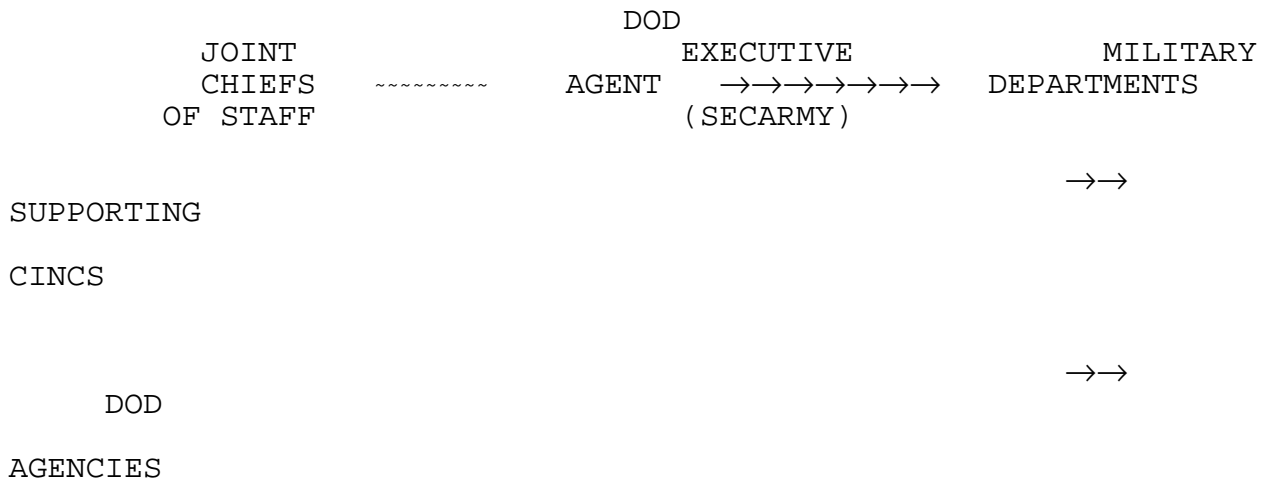 DOD
JOINT EXECUTIVE MILITARY
CHIEFS ~~~~~~~~~ AGENT →→→→→→→ DEPARTMENTS
OF STAFF (SECARMY)
→→
SUPPORTING
CINCS
→→
DOD
AGENCIES